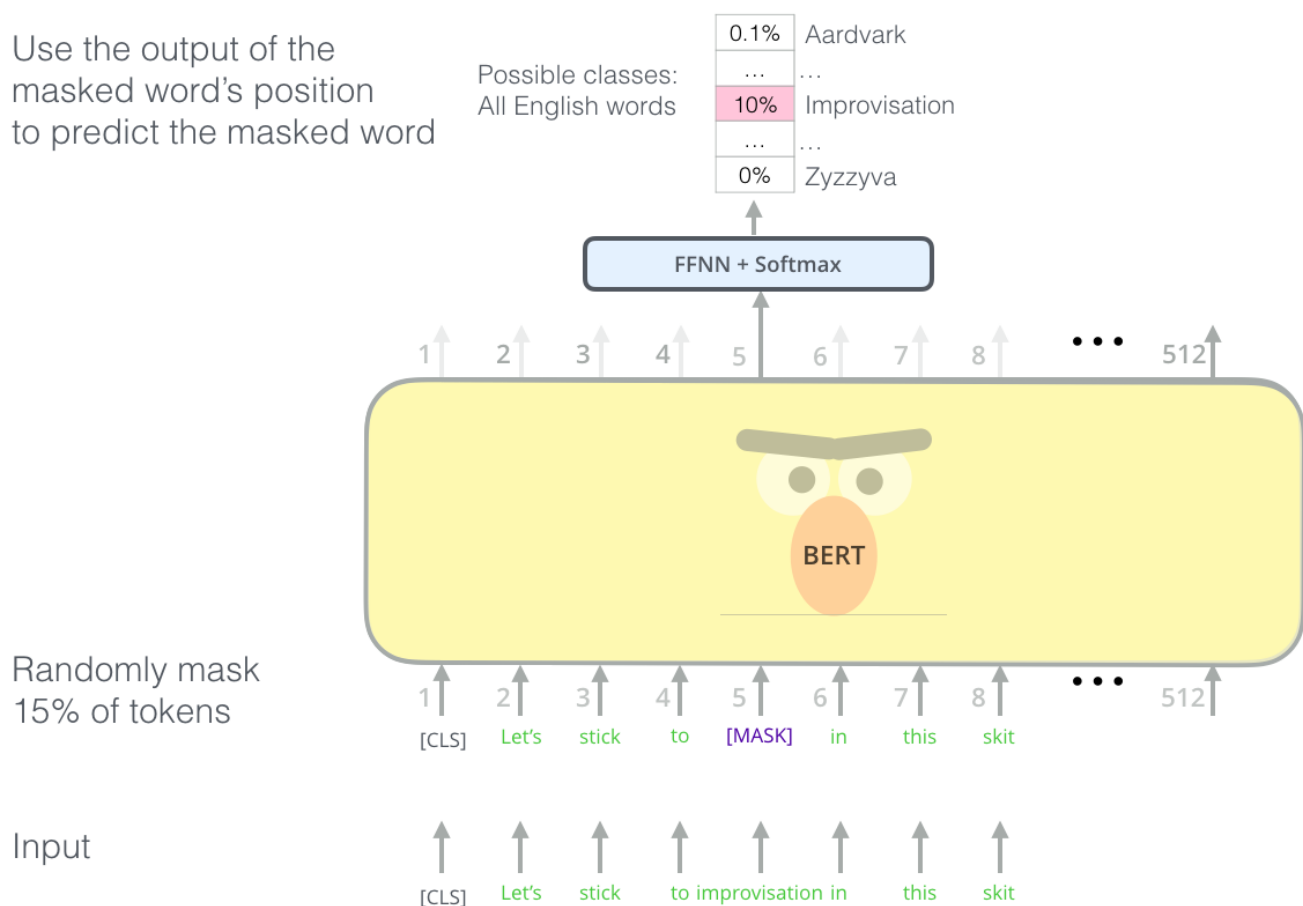 Use the output of the
masked word's position
to predict the masked word
Possible classes:
All English words
0.1% Aardvark
... ...
10% Improvisation
... ...
0% Zyzzyva
FFNN + Softmax
1 2 3 4 5 6 7 8 ••• 512
BERT
Randomly mask
15% of tokens
1 2 3 4 5 6 7 8 ••• 512
[CLS] Let's stick to [MASK] in this skit
Input
[CLS] Let's stick to improvisation in this skit